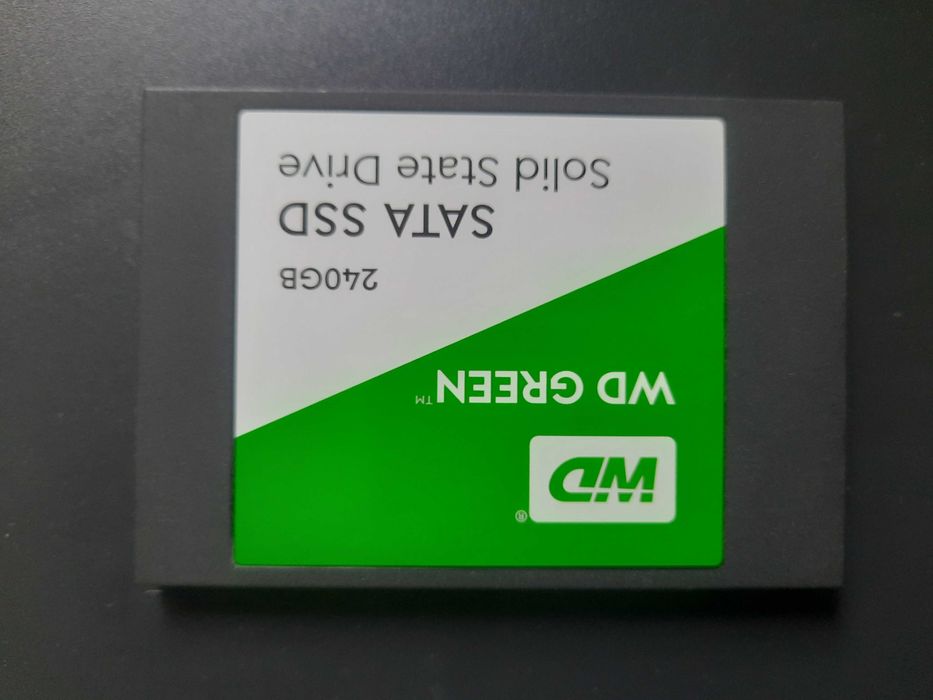 WD®
WD GREEN™
240GB
SATA SSD
Solid State Drive